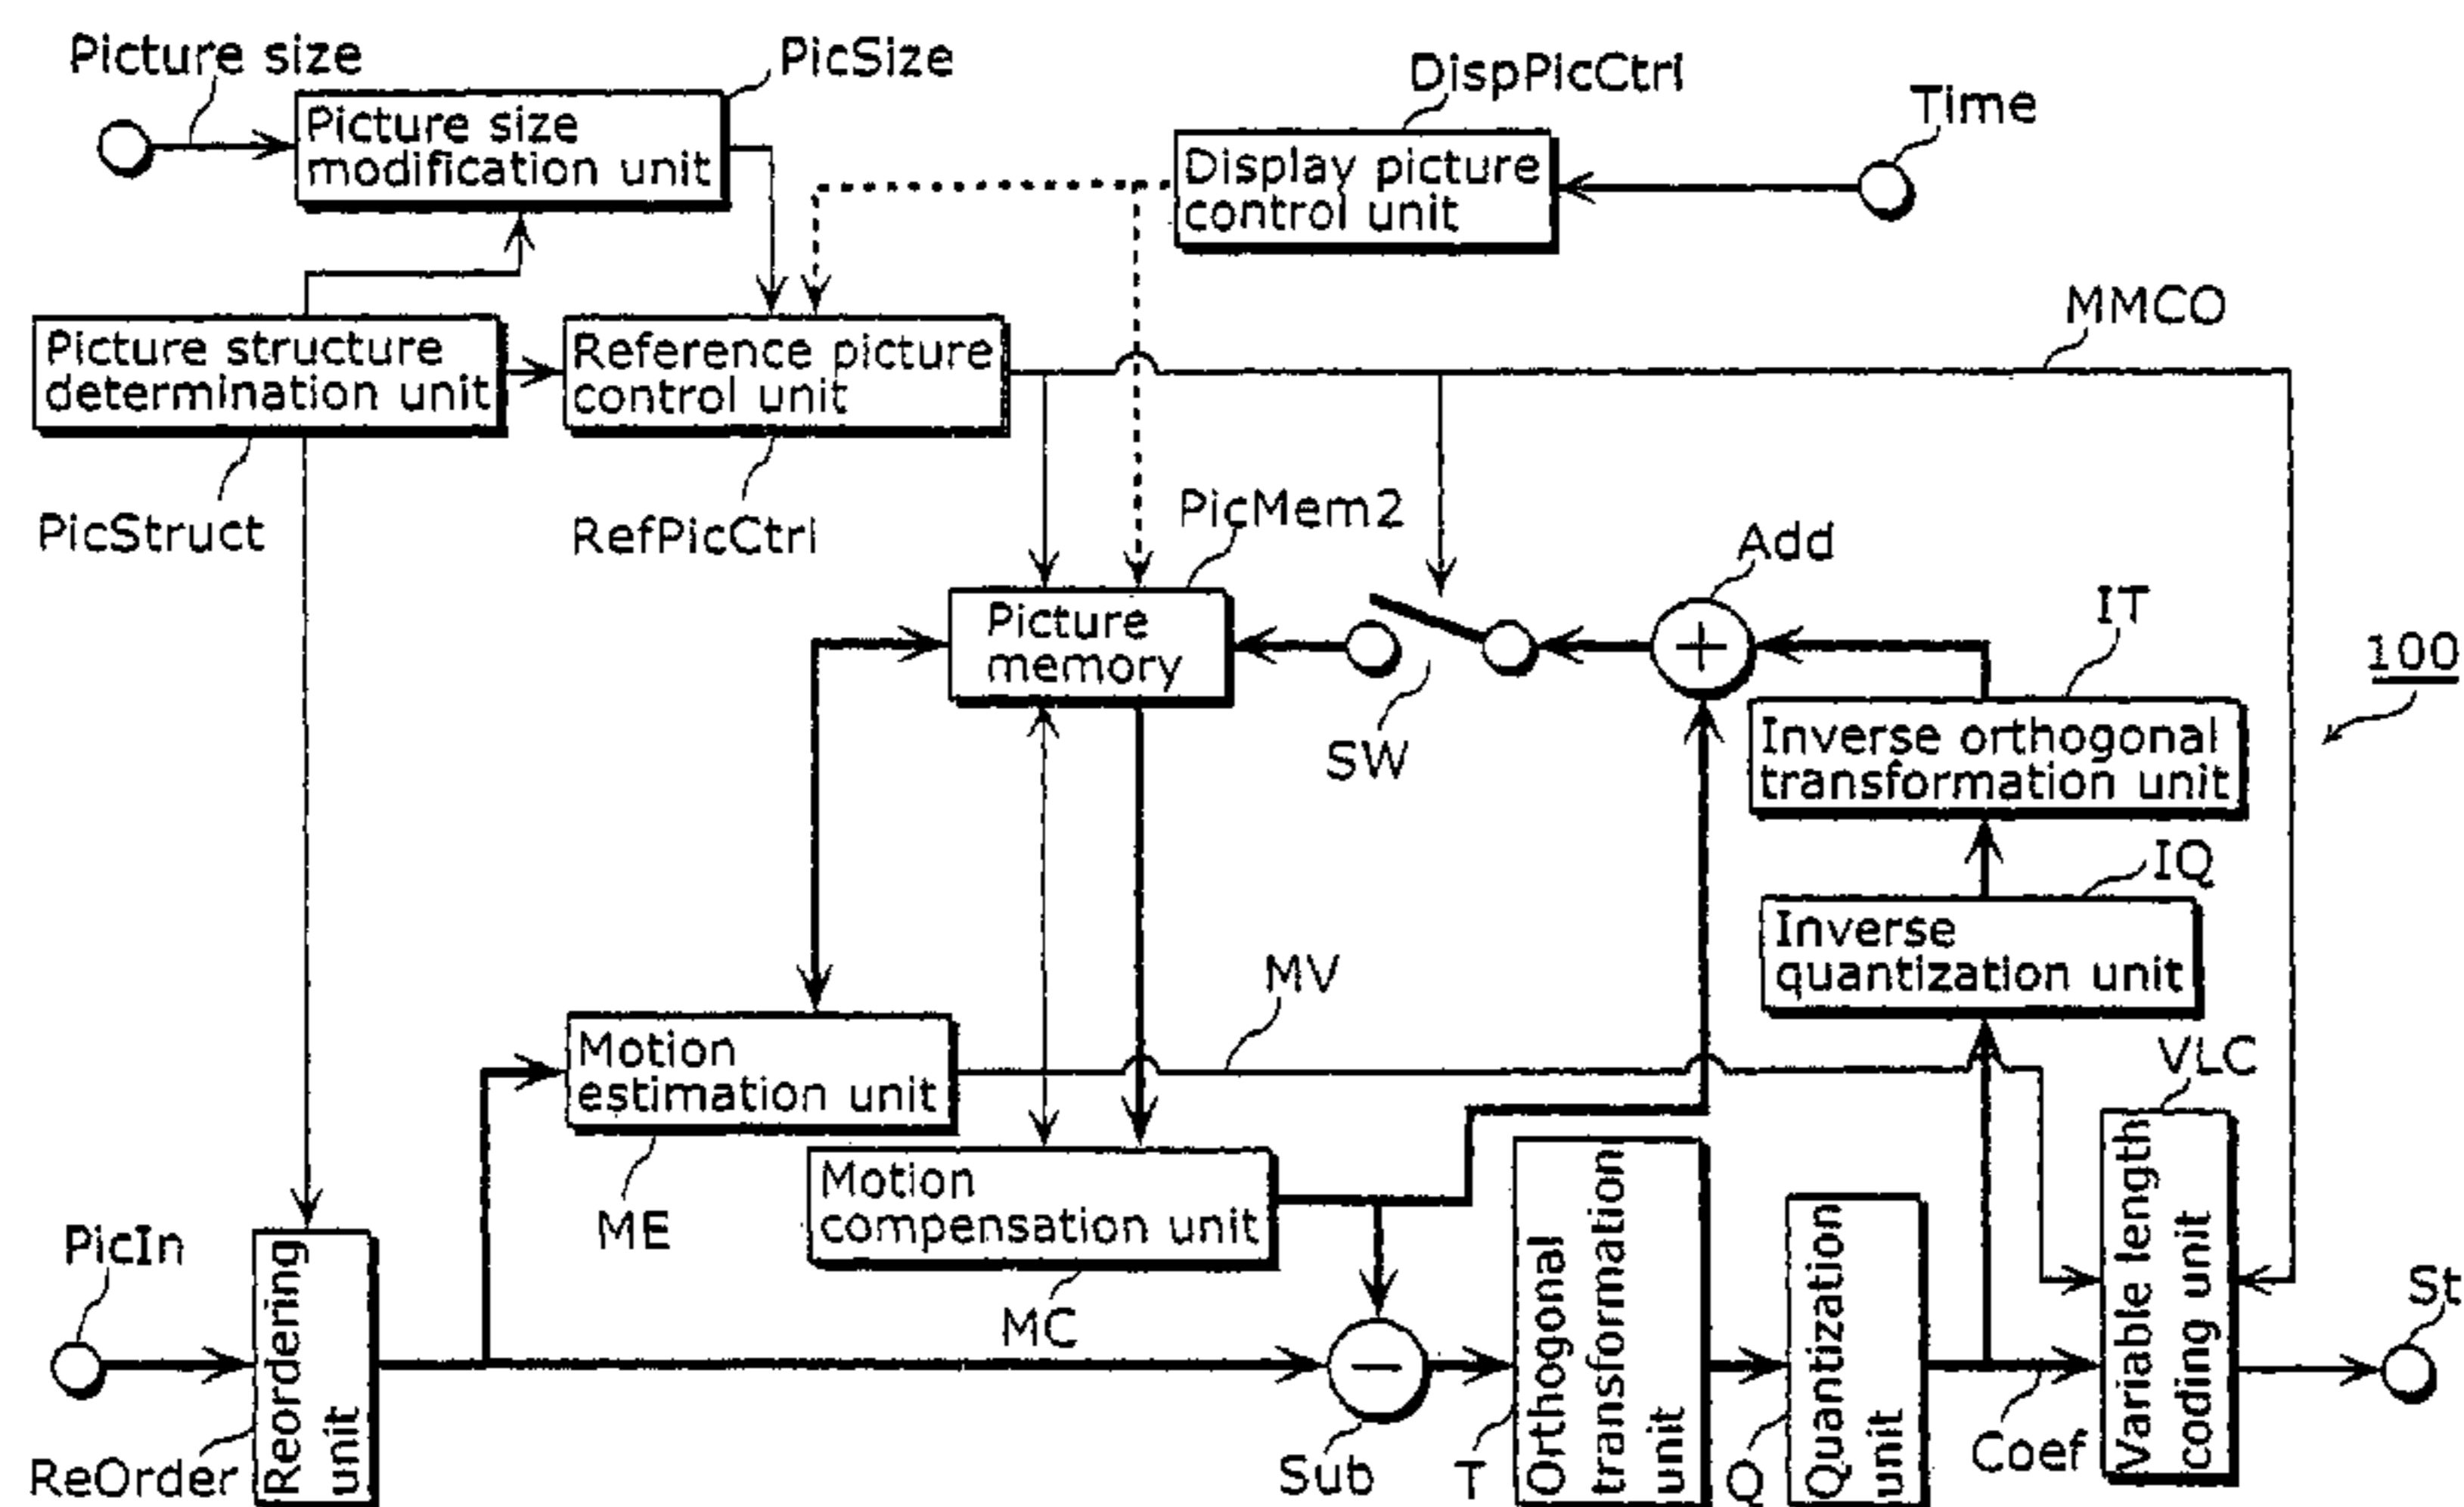 Picture size
PicSize
Picture size
modification unit
DispPicCtrl
Time
Display picture
control unit
MMCO
Picture structure
determination unit
Reference picture
control unit
PicStruct
RefPicCtrl
PicMem2
Add
IT
100
Picture
memory
SW
Inverse orthogonal
transformation unit
IQ
Inverse
quantization unit
MV
VLC
Motion
estimation unit
ME
Motion
compensation unit
MC
PicIn
Reordering
unit
ReOrder
Sub
Orthogonal
transformation
unit
T
Quantization
unit
Q
Coef
Variable length
coding unit
St